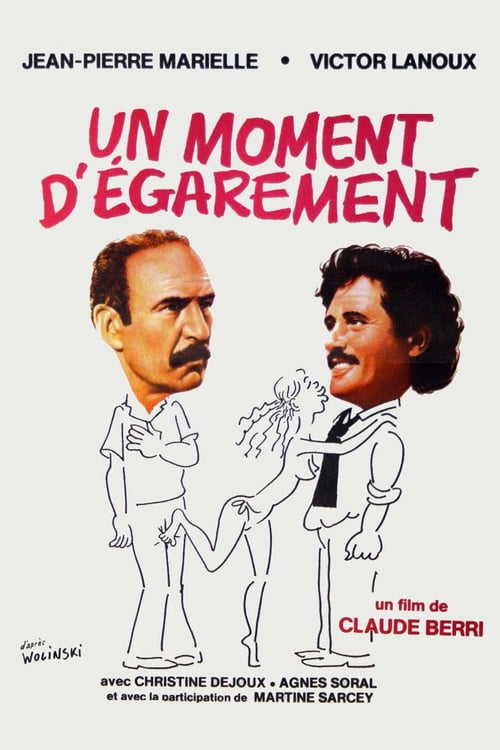 JEAN-PIERRE MARIELLE • VICTOR LANOUX
UN MOMENT
D'ÉGAREMENT
un film de
CLAUDE BERRI
d'après
WOLINSKI
avec CHRISTINE DEJOUX • AGNES SORAL
et avec la participation de MARTINE SARCEY